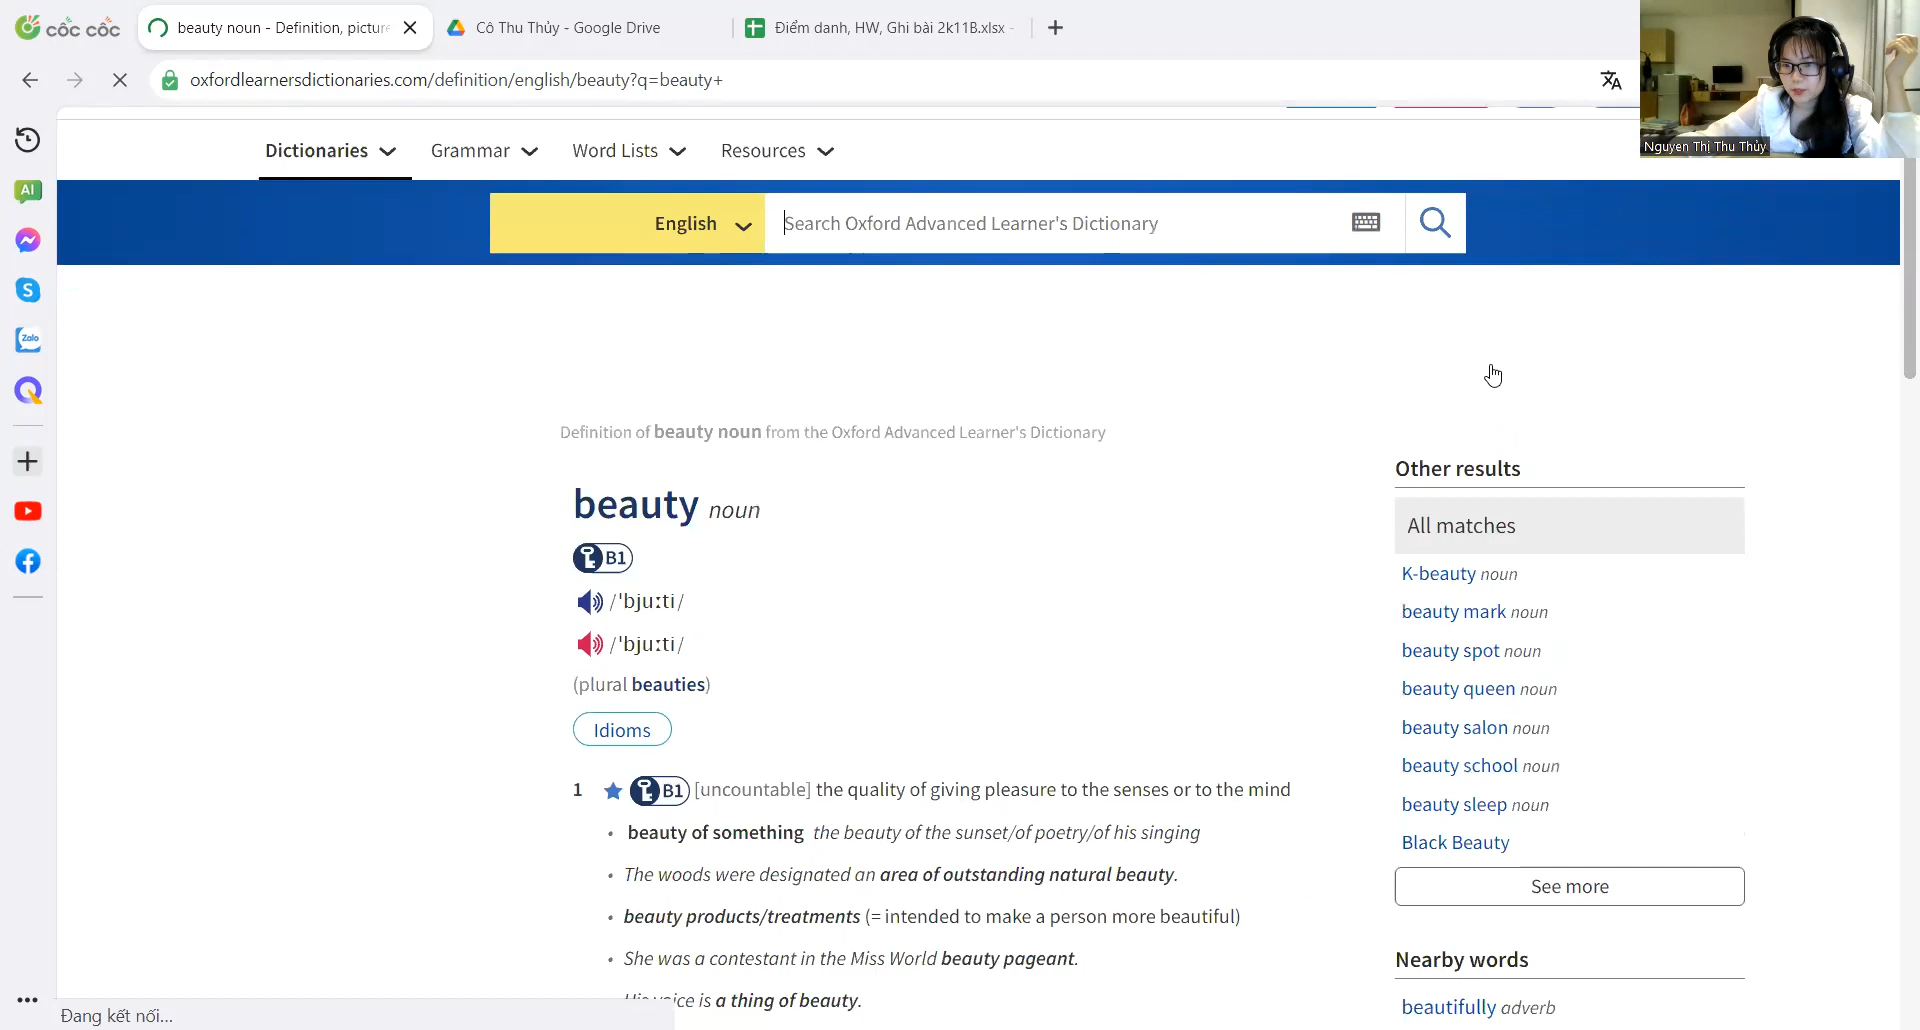 cốc cốc
beauty noun - Definition, picture
Cô Thu Thủy - Google Drive
Điểm danh, HW, Ghi bài 2k11B.xlsx -
oxfordlearnersdictionaries.com/definition/english/beauty?q=beauty+
Nguyen Thị Thu Thủy
Dictionaries
Grammar
Word Lists
Resources
AI
English
Search Oxford Advanced Learner's Dictionary
S
Zalo
Definition of beauty noun from the Oxford Advanced Learner's Dictionary
beauty noun
B1
/ˈbjuːti/
/ˈbjuːti/
(plural beauties)
Idioms
1 B1 [uncountable] the quality of giving pleasure to the senses or to the mind
• beauty of something the beauty of the sunset/of poetry/of his singing
• The woods were designated an area of outstanding natural beauty.
• beauty products/treatments (= intended to make a person more beautiful)
• She was a contestant in the Miss World beauty pageant.
is a thing of beauty.
Other results
All matches
K-beauty noun
beauty mark noun
beauty spot noun
beauty queen noun
beauty salon noun
beauty school noun
beauty sleep noun
Black Beauty
See more
Nearby words
beautifully adverb
Đang kết nối...